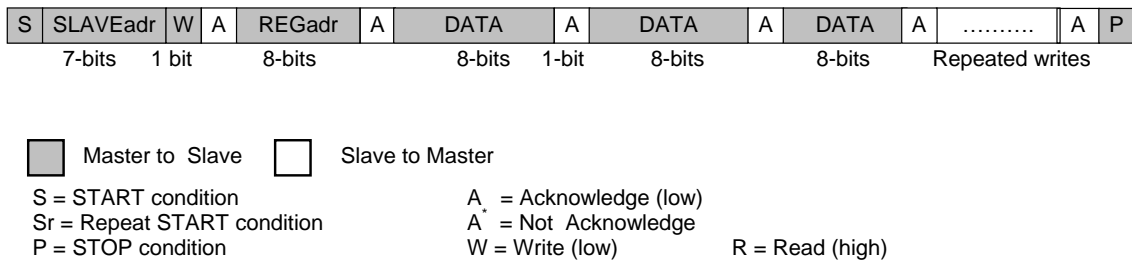 S SLAVEadr W A REGadr A DATA A DATA A DATA A .......... A P
7-bits 1 bit 8-bits 8-bits 1-bit 8-bits 8-bits Repeated writes
Master to Slave Slave to Master
S = START condition A = Acknowledge (low)
Sr = Repeat START condition A* = Not Acknowledge
P = STOP condition W = Write (low) R = Read (high)